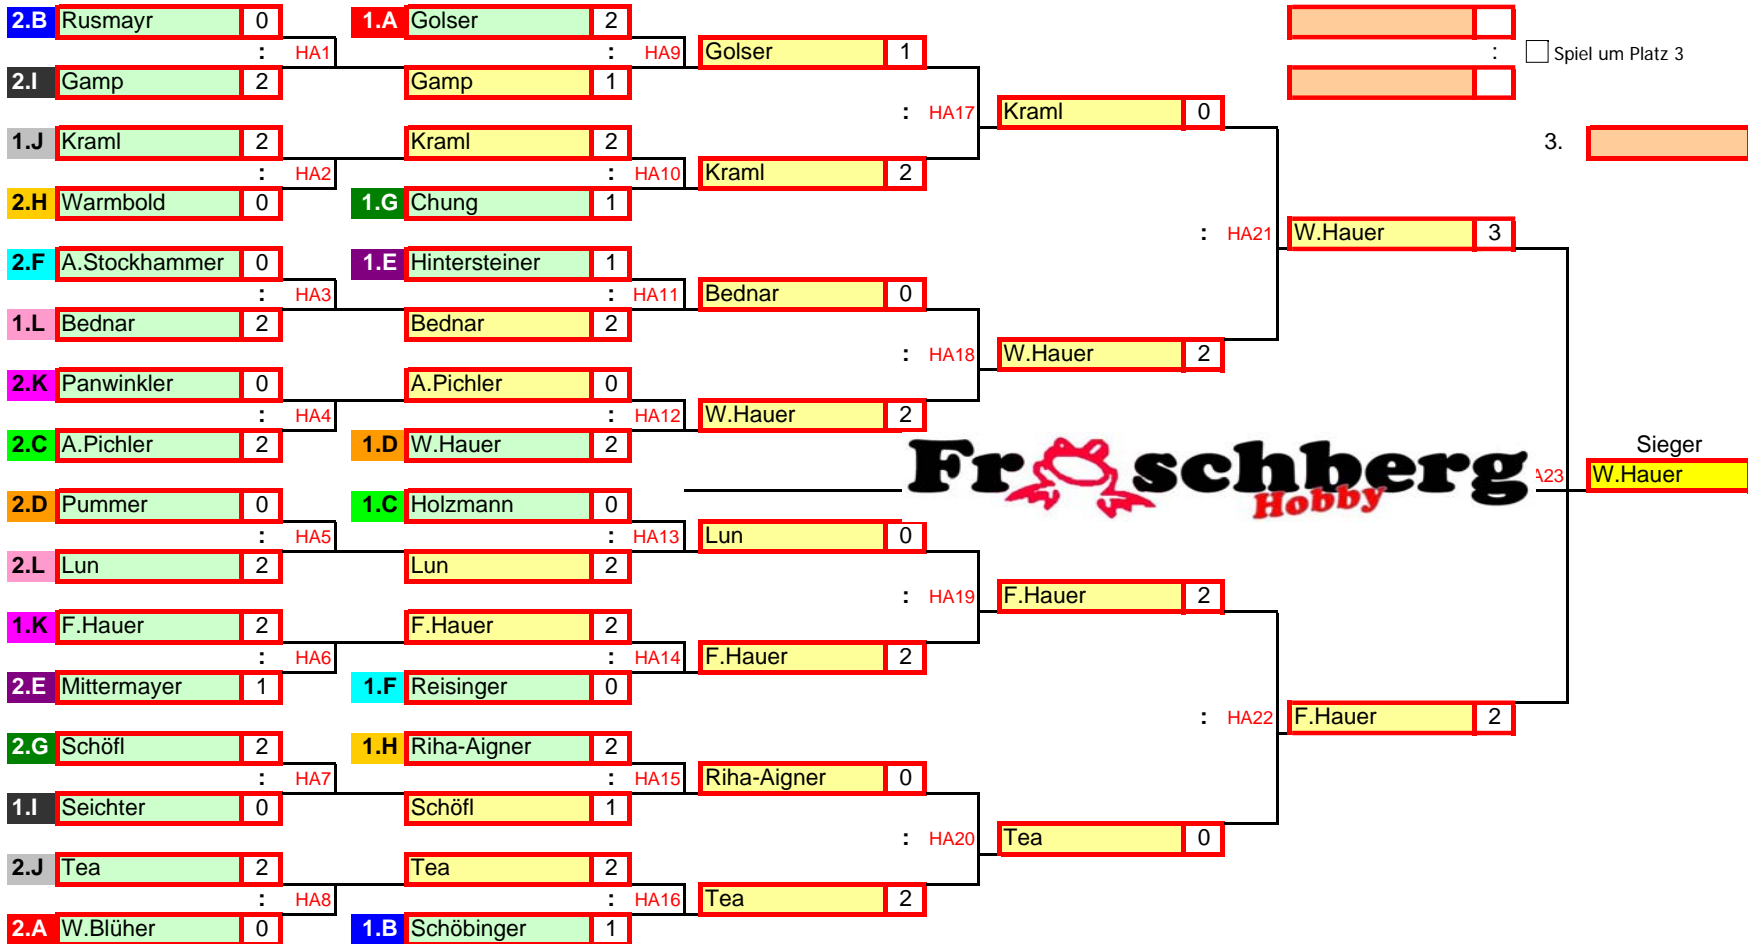 2.B Rusmayr 0 1.A Golser 2
: HA1 : HA9 Golser 1 : Spiel um Platz 3
2.I Gamp 2 Gamp 1
: HA17 Kraml 0
1.J Kraml 2 Kraml 2 3.
: HA2 : HA10 Kraml 2
2.H Warmbold 0 1.G Chung 1
: HA21 W.Hauer 3
2.F A.Stockhammer 0 1.E Hintersteiner 1
: HA3 : HA11 Bednar 0
1.L Bednar 2 Bednar 2
: HA18 W.Hauer 2
2.K Panwinkler 0 A.Pichler 0
: HA4 : HA12 W.Hauer 2
2.C A.Pichler 2 1.D W.Hauer 2 Sieger
Froschberg A23 W.Hauer
Hobby
2.D Pummer 0 1.C Holzmann 0
: HA5 : HA13 Lun 0
2.L Lun 2 Lun 2
: HA19 F.Hauer 2
1.K F.Hauer 2 F.Hauer 2
: HA6 : HA14 F.Hauer 2
2.E Mittermayer 1 1.F Reisinger 0
: HA22 F.Hauer 2
2.G Schöfl 2 1.H Riha-Aigner 2
: HA7 : HA15 Riha-Aigner 0
1.I Seichter 0 Schöfl 1
: HA20 Tea 0
2.J Tea 2 Tea 2
: HA8 : HA16 Tea 2
2.A W.Blüher 0 1.B Schöbinger 1